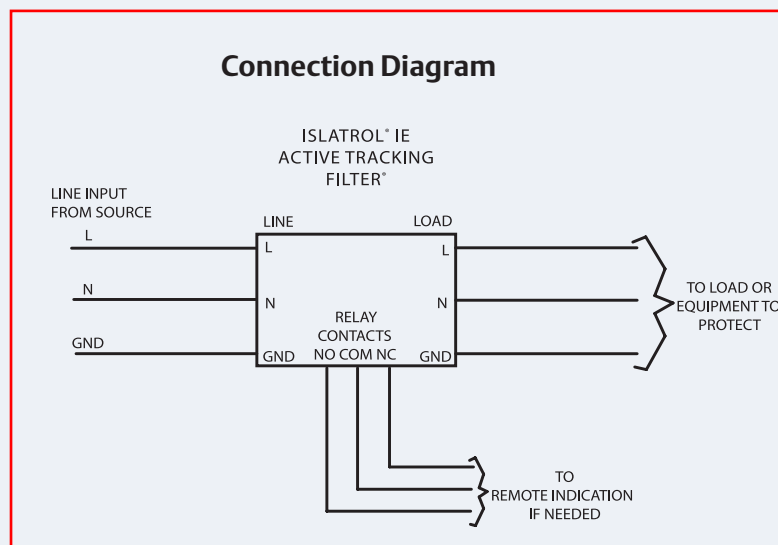 Connection Diagram
ISLATROL® IE
ACTIVE TRACKING
FILTER®
LINE INPUT
FROM SOURCE
LINE
LOAD
L
L
L
N
N
N
TO LOAD OR
EQUIPMENT TO
PROTECT
RELAY
CONTACTS
NO COM NC
GND
GND
GND
TO
REMOTE INDICATION
IF NEEDED